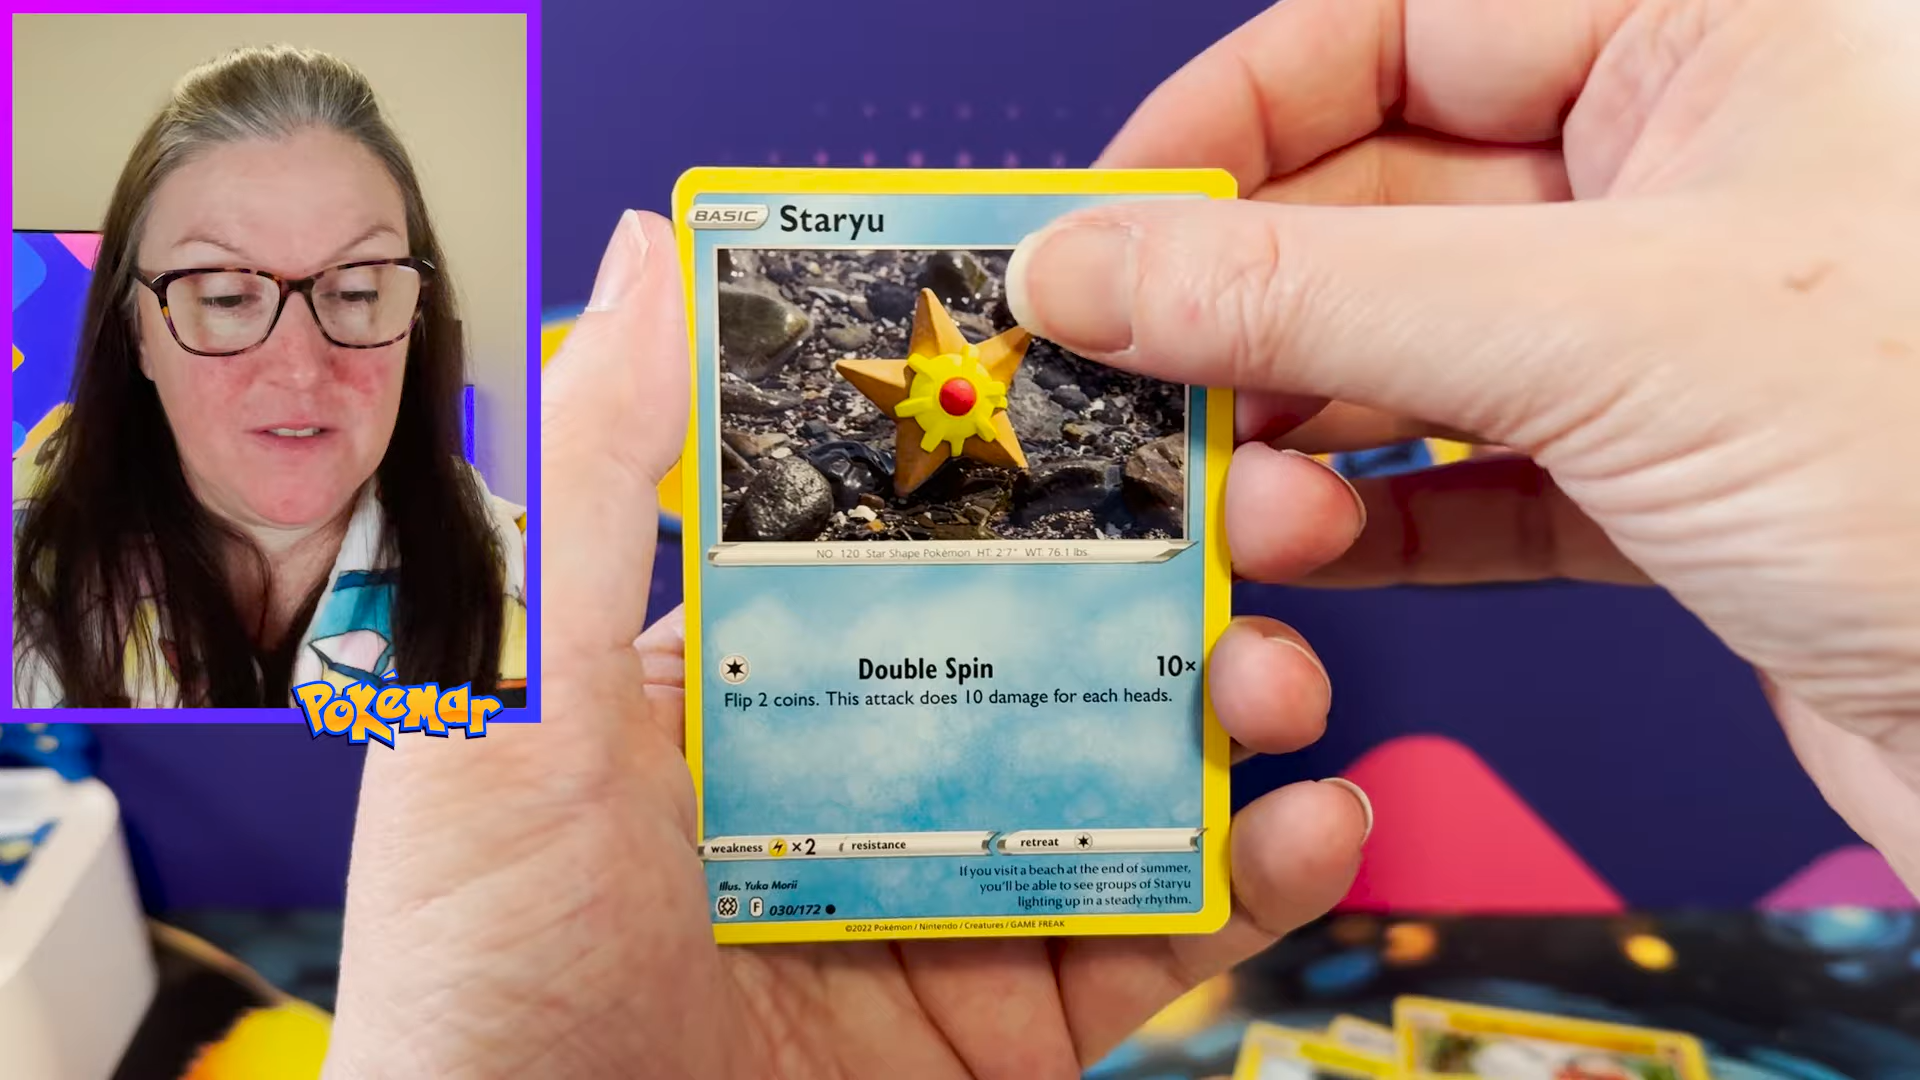 BASIC Staryu
NO. 120 Star Shape Pokémon HT: 2'7" WT: 76.1 lbs.
Double Spin 10×
Flip 2 coins. This attack does 10 damage for each heads.
weakness ×2 resistance retreat
If you visit a beach at the end of summer,
you'll be able to see groups of Staryu
lighting up in a steady rhythm.
Illus. Yuka Morii
F 030/172
©2022 Pokémon / Nintendo / Creatures / GAME FREAK
POKéMAr